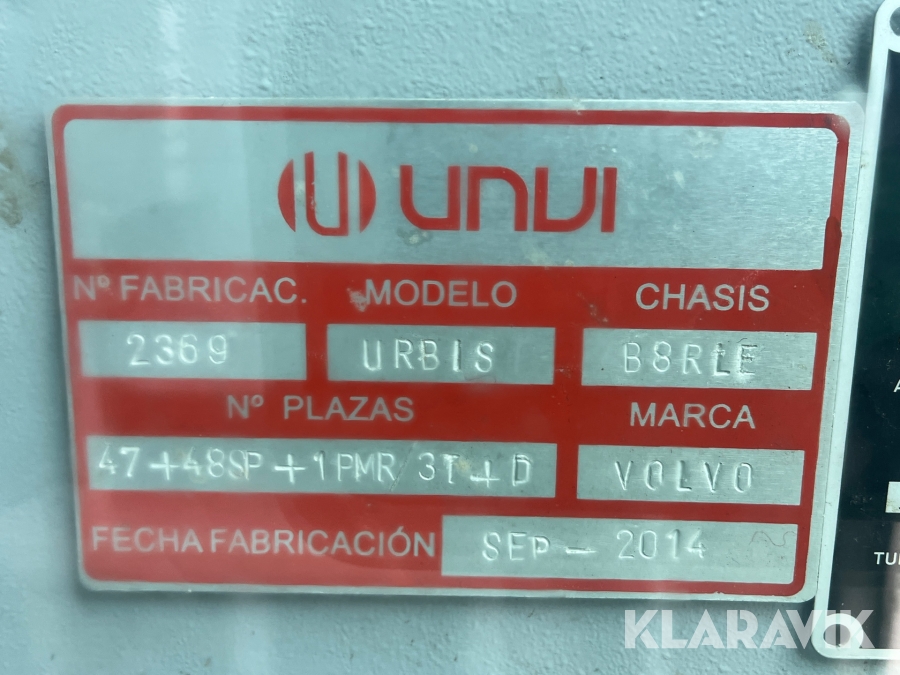 UNVI
Nº FABRICAC. MODELO CHASIS
2369 URBIS B8RLE
Nº PLAZAS MARCA
47+48SP+1PMR/3T+D VOLVO
FECHA FABRICACIÓN SEP-2014
KLARAVIK